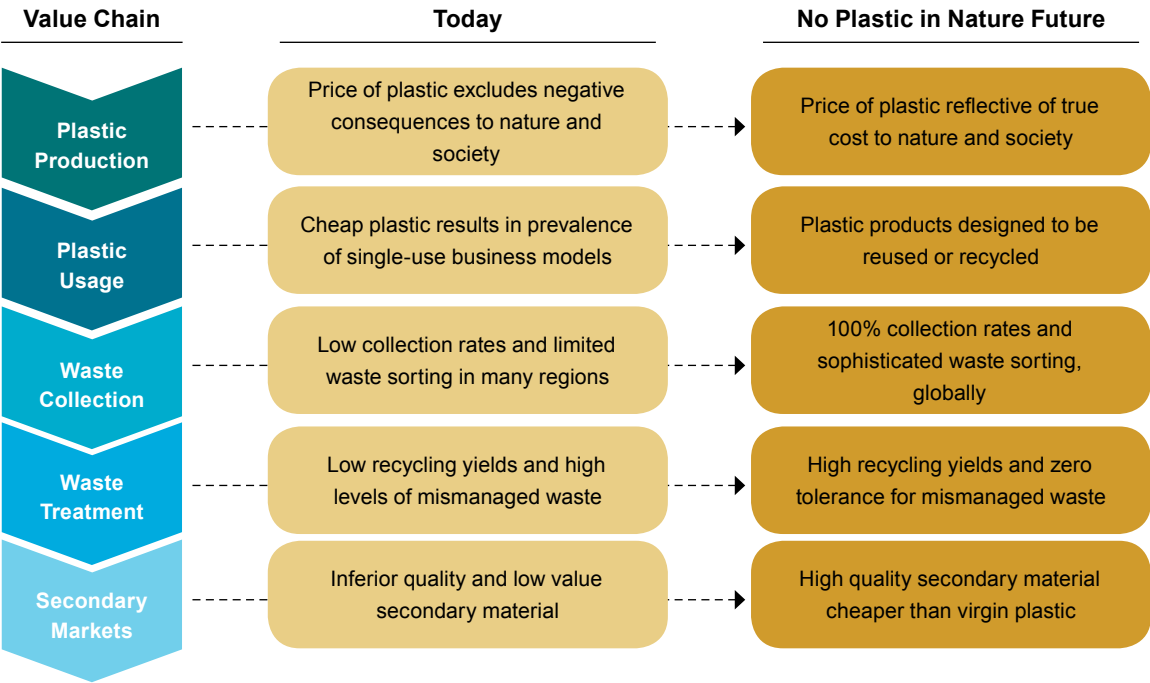 Value Chain
Today
No Plastic in Nature Future
Plastic
Production
Price of plastic excludes negative
consequences to nature and
society
Price of plastic reflective of true
cost to nature and society
Plastic
Usage
Cheap plastic results in prevalence
of single-use business models
Plastic products designed to be
reused or recycled
Waste
Collection
Low collection rates and limited
waste sorting in many regions
100% collection rates and
sophisticated waste sorting,
globally
Waste
Treatment
Low recycling yields and high
levels of mismanaged waste
High recycling yields and zero
tolerance for mismanaged waste
Secondary
Markets
Inferior quality and low value
secondary material
High quality secondary material
cheaper than virgin plastic